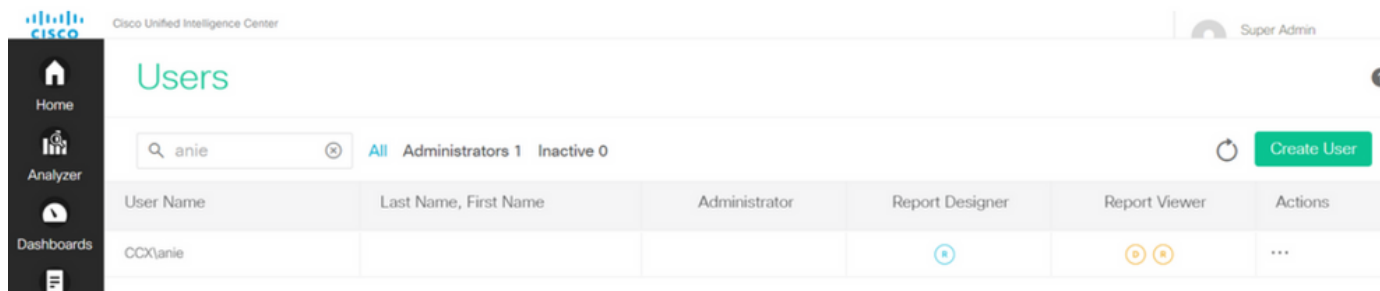 CISCO
Cisco Unified Intelligence Center
Super Admin
Home
Analyzer
Dashboards
Users
anie
All Administrators 1 Inactive 0
Create User
User Name Last Name, First Name Administrator Report Designer Report Viewer Actions
CCX\anie R D R ...